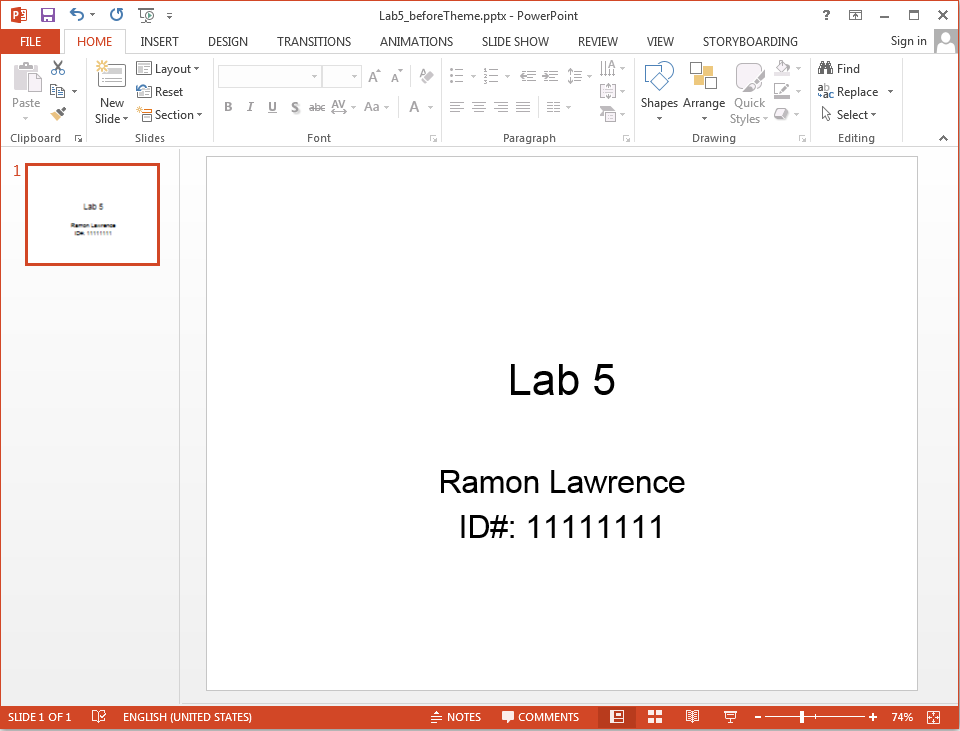 Lab5_beforeTheme.pptx - PowerPoint
?
FILE HOME INSERT DESIGN TRANSITIONS ANIMATIONS SLIDE SHOW REVIEW VIEW STORYBOARDING Sign in
Paste
New
Slide
Layout
Reset
Section
B I U S abc AV Aa A
Shapes Arrange Quick
Styles
Find
Replace
Select
Clipboard Slides Font Paragraph Drawing Editing
1
Lab 5
Ramon Lawrence
ID#: 11111111
Lab 5
Ramon Lawrence
ID#: 11111111
SLIDE 1 OF 1 ENGLISH (UNITED STATES) NOTES COMMENTS 74%